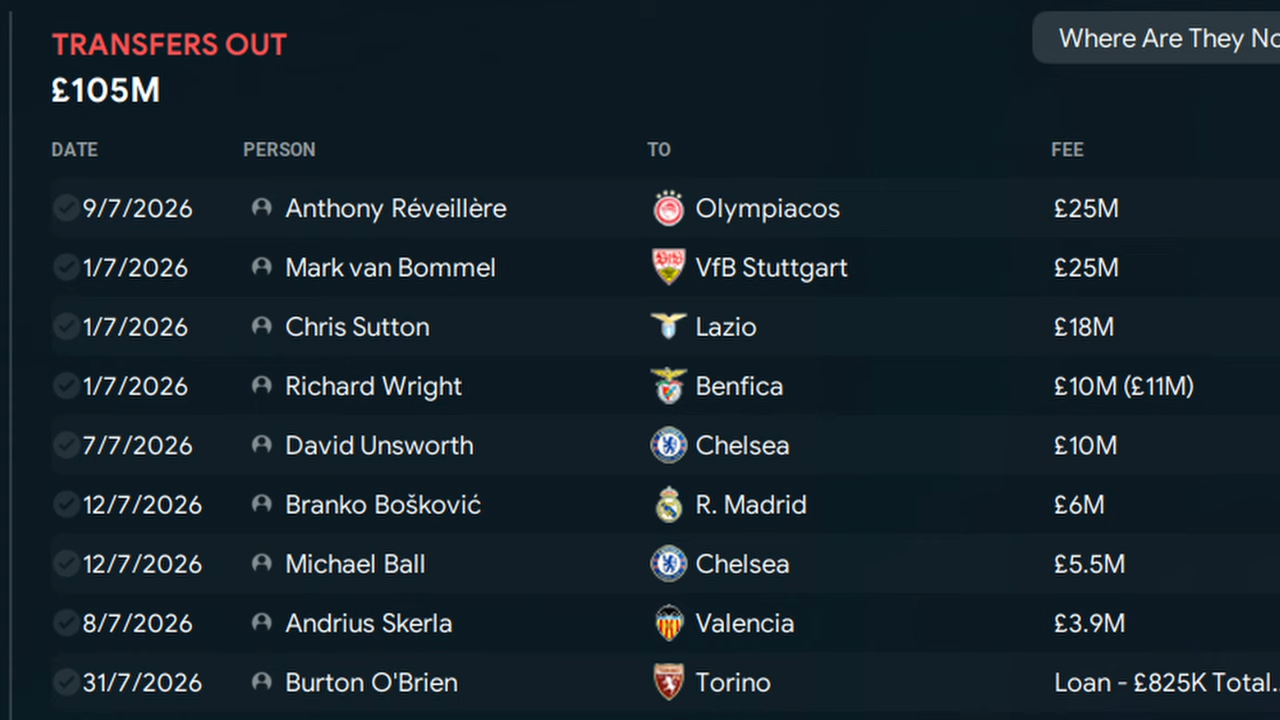 TRANSFERS OUT
Where Are They No
£105M
DATE PERSON TO FEE
9/7/2026 Anthony Réveillère Olympiacos £25M
1/7/2026 Mark van Bommel VfB Stuttgart £25M
1/7/2026 Chris Sutton Lazio £18M
1/7/2026 Richard Wright Benfica £10M (£11M)
7/7/2026 David Unsworth Chelsea £10M
12/7/2026 Branko Bošković R. Madrid £6M
12/7/2026 Michael Ball Chelsea £5.5M
8/7/2026 Andrius Skerla Valencia £3.9M
31/7/2026 Burton O'Brien Torino Loan - £825K Total.